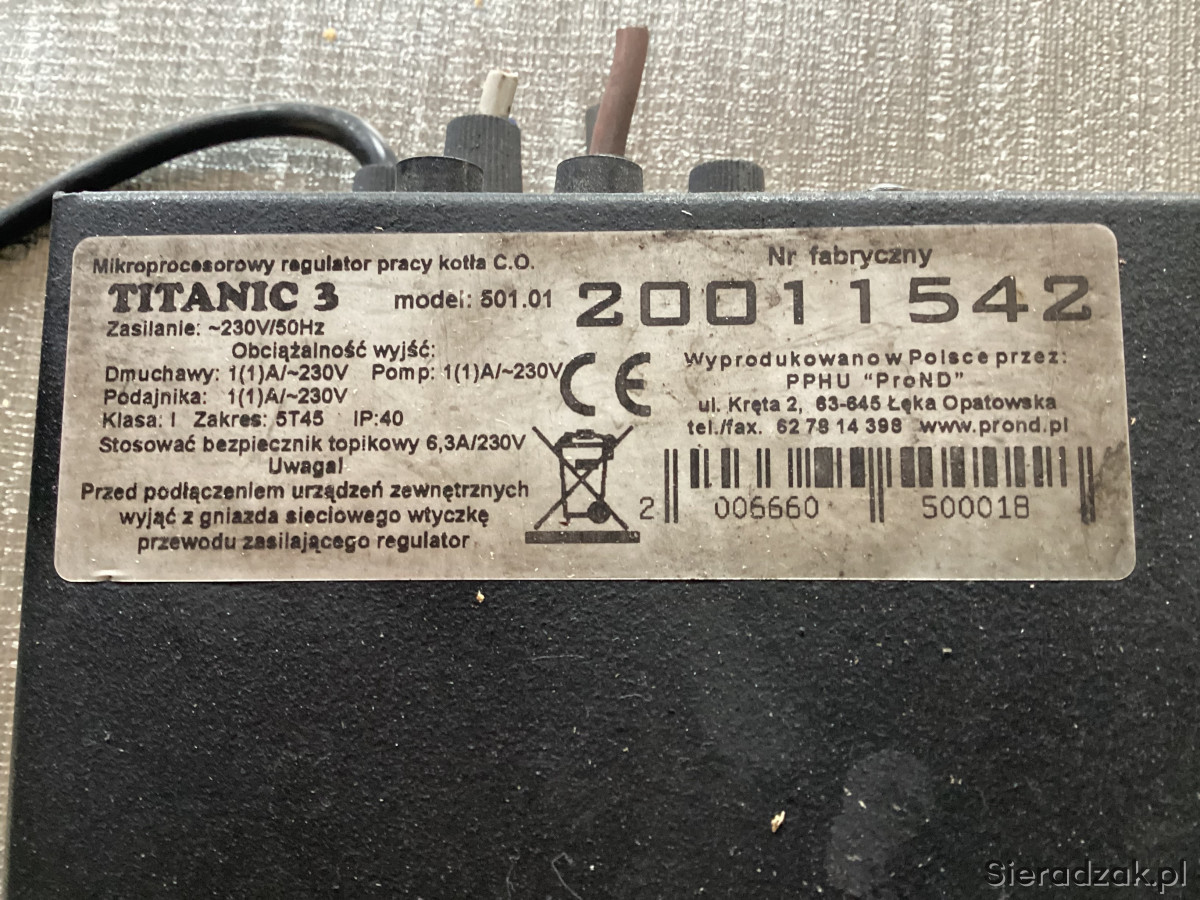 Mikroprocesorowy regulator pracy kotła C.O.
TITANIC 3 model: 501.01
Zasilanie: ~230V/50Hz
Obciążalność wyjść:
Dmuchawy: 1(1)A/~230V Pomp: 1(1)A/~230V
Podajnika: 1(1)A/~230V
Klasa: I Zakres: 5T45 IP:40
Stosować bezpiecznik topikowy 6,3A/230V
Uwaga!
Przed podłączeniem urządzeń zewnętrznych
wyjąć z gniazda sieciowego wtyczkę
przewodu zasilającego regulator
Nr fabryczny
20011542
CE
Wyprodukowano w Polsce przez:
PPHU "ProND"
ul. Kręta 2, 63-645 Łęka Opatowska
tel./fax. 62 78 14 398 www.prond.pl
2 006660 500018
Sieradzak.pl